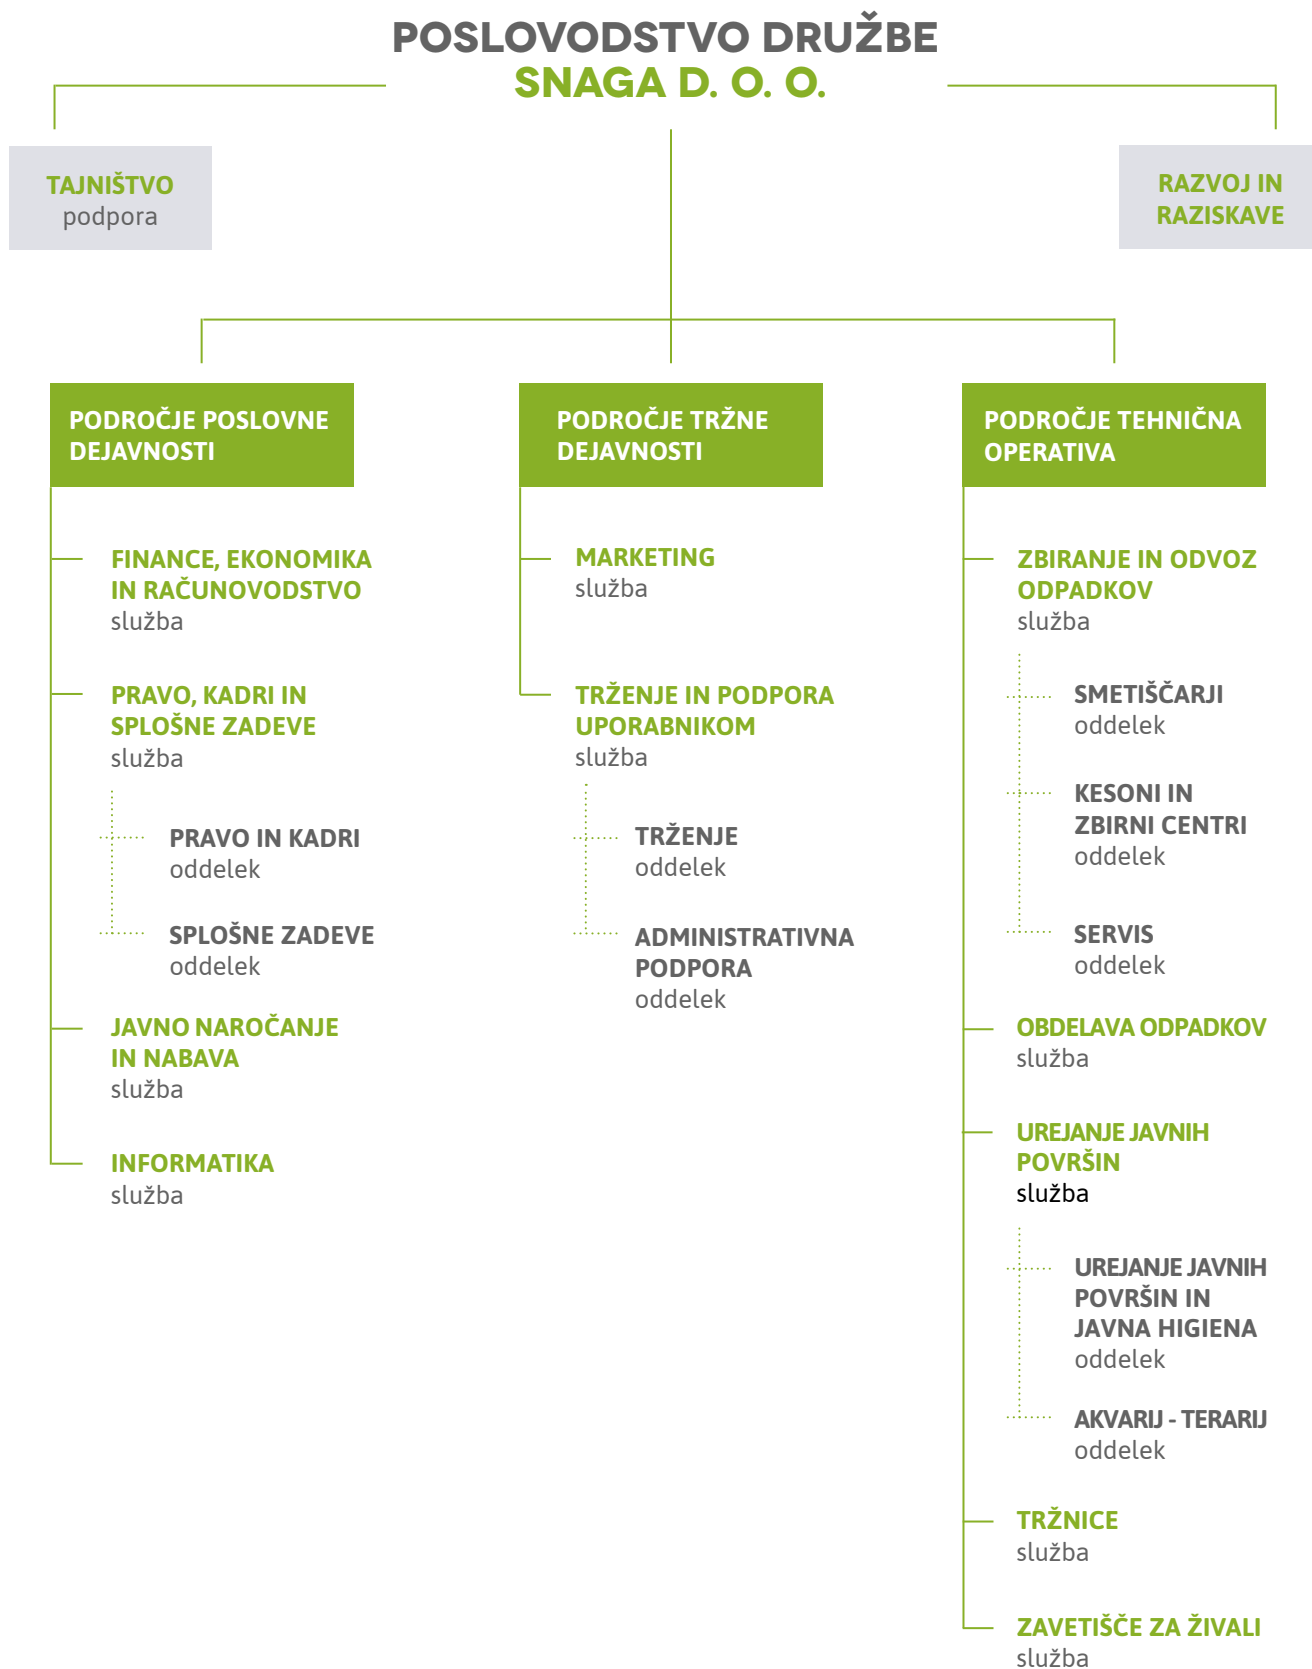 POSLOVODSTVO DRUŽBE
SNAGA D. O. O.
TAJNIŠTVO
podpora
RAZVOJ IN
RAZISKAVE
PODROČJE POSLOVNE
DEJAVNOSTI
FINANCE, EKONOMIKA
IN RAČUNOVODSTVO
služba
PRAVO, KADRI IN
SPLOŠNE ZADEVE
služba
PRAVO IN KADRI
oddelek
SPLOŠNE ZADEVE
oddelek
JAVNO NAROČANJE
IN NABAVA
služba
INFORMATIKA
služba
PODROČJE TRŽNE
DEJAVNOSTI
MARKETING
služba
TRŽENJE IN PODPORA
UPORABNIKOM
služba
TRŽENJE
oddelek
ADMINISTRATIVNA
PODPORA
oddelek
PODROČJE TEHNIČNA
OPERATIVA
ZBIRANJE IN ODVOZ
ODPADKOV
služba
SMETIŠČARJI
oddelek
KESONI IN
ZBIRNI CENTRI
oddelek
SERVIS
oddelek
OBDELAVA ODPADKOV
služba
UREJANJE JAVNIH
POVRŠIN
služba
UREJANJE JAVNIH
POVRŠIN IN
JAVNA HIGIENA
oddelek
AKVARIJ - TERARIJ
oddelek
TRŽNICE
služba
ZAVETIŠČE ZA ŽIVALI
služba